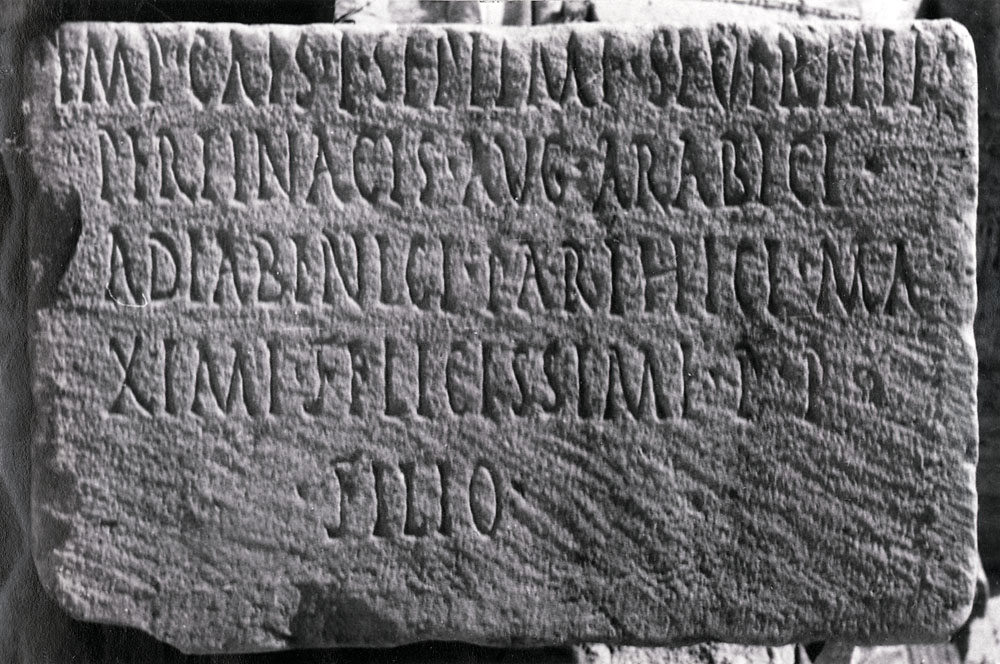 IMP·CAES·L·SEPTIMI·SEVERI·PII·P·
PERTINACIS·AVG·ARABICI·
ADIABENICI·PARTHICI·MA
XIMI·FELICISSIMI·P·P·
FILIO